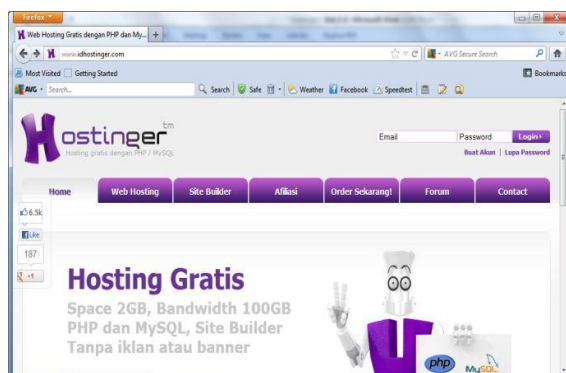 Firefox
Web Hosting Gratis dengan PHP dan My...
www.idhostinger.com
AVG Secure Search
Most Visited Getting Started
Bookmarks
AVG Search... Search Safe Weather Facebook Speedtest
Hostinger tm
Hosting gratis dengan PHP / MySQL
Email Password Login
Buat Akun | Lupa Password
Home Web Hosting Site Builder Afiliasi Order Sekarang! Forum Contact
6.5k
Like
187
+1
Hosting Gratis
Space 2GB, Bandwidth 100GB
PHP dan MySQL, Site Builder
Tanpa iklan atau banner
php MySQL